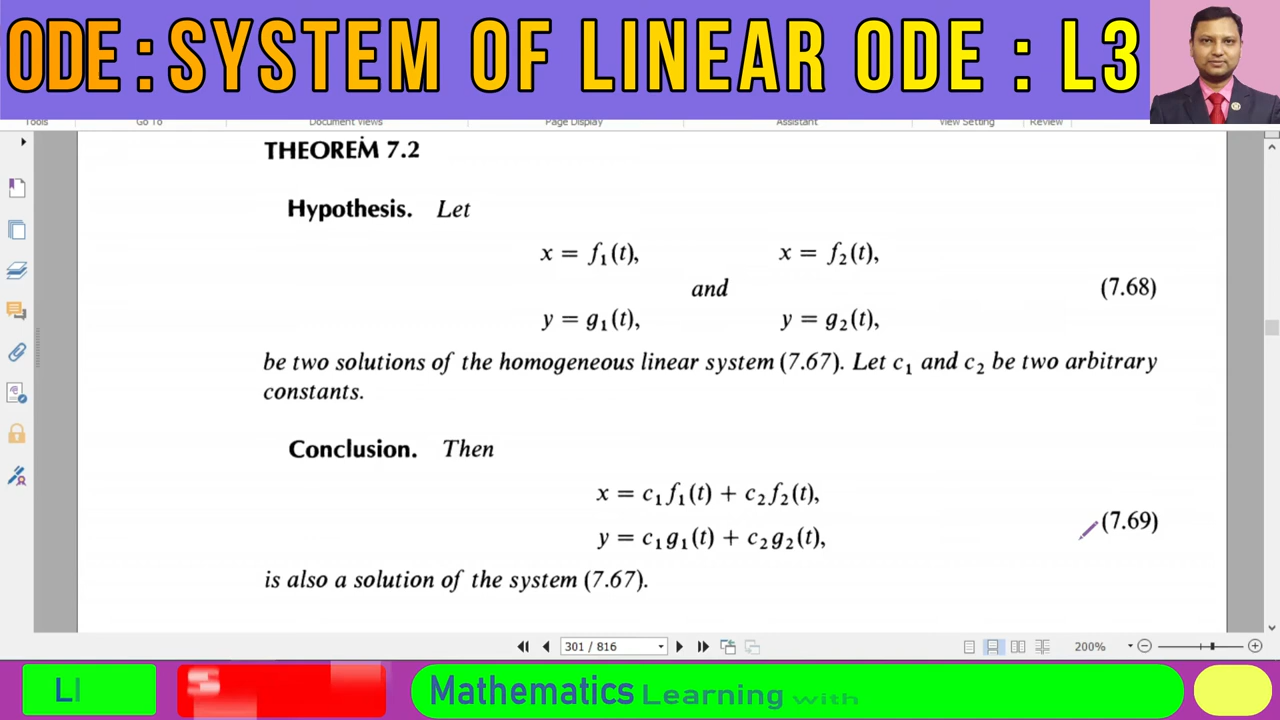 ODE : SYSTEM OF LINEAR ODE : L3
Tools Go To Document Views Page Display Assistant View Setting Review
THEOREM 7.2
Hypothesis. Let
x = f₁(t), x = f₂(t),
and (7.68)
y = g₁(t), y = g₂(t),
be two solutions of the homogeneous linear system (7.67). Let c₁ and c₂ be two arbitrary
constants.
Conclusion. Then
x = c₁f₁(t) + c₂f₂(t),
(7.69)
y = c₁g₁(t) + c₂g₂(t),
is also a solution of the system (7.67).
301 / 816 200%
LI S Mathematics Learning with